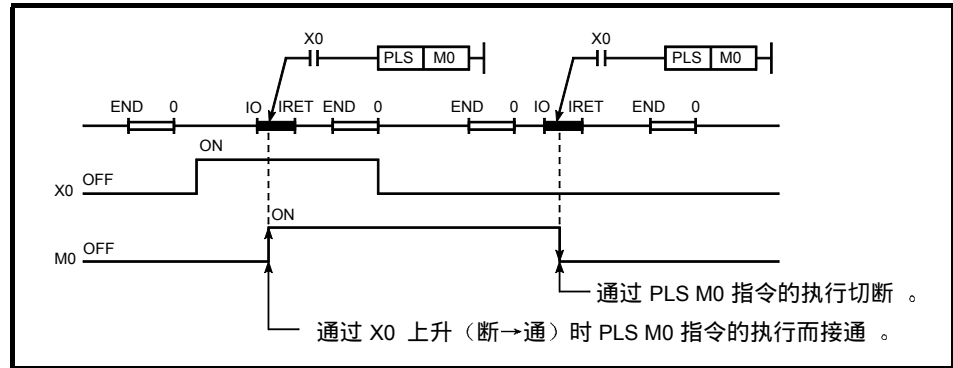 X0 X0
PLS M0 PLS M0
END 0 IO IRET END 0 END 0 IO IRET END 0
ON
X0 OFF
ON
M0 OFF
通过 PLS M0 指令的执行切断 。
通过 X0 上升（断→通）时 PLS M0 指令的执行而接通 。